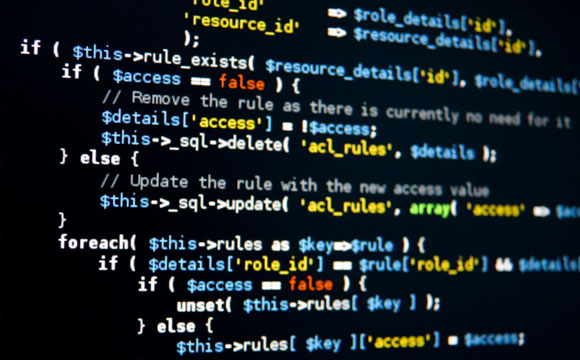 'role_id' => $role_details['id'],
'resource_id' => $resource_details['id'],
);
if ( $this->rule_exists( $resource_details['id'], $role_details[
if ( $access == false ) {
// Remove the rule as there is currently no need for it
$details['access'] = !$access;
$this->_sql->delete( 'acl_rules', $details );
} else {
// Update the rule with the new access value
$this->_sql->update( 'acl_rules', array( 'access' =>
}
foreach( $this->rules as $key=>$rule ) {
if ( $details['role_id'] == $rule['role_id'] && $details[
if ( $access == false ) {
unset( $this->rules[ $key ] );
} else {
$this->rules[ $key ]['access'] = $access;